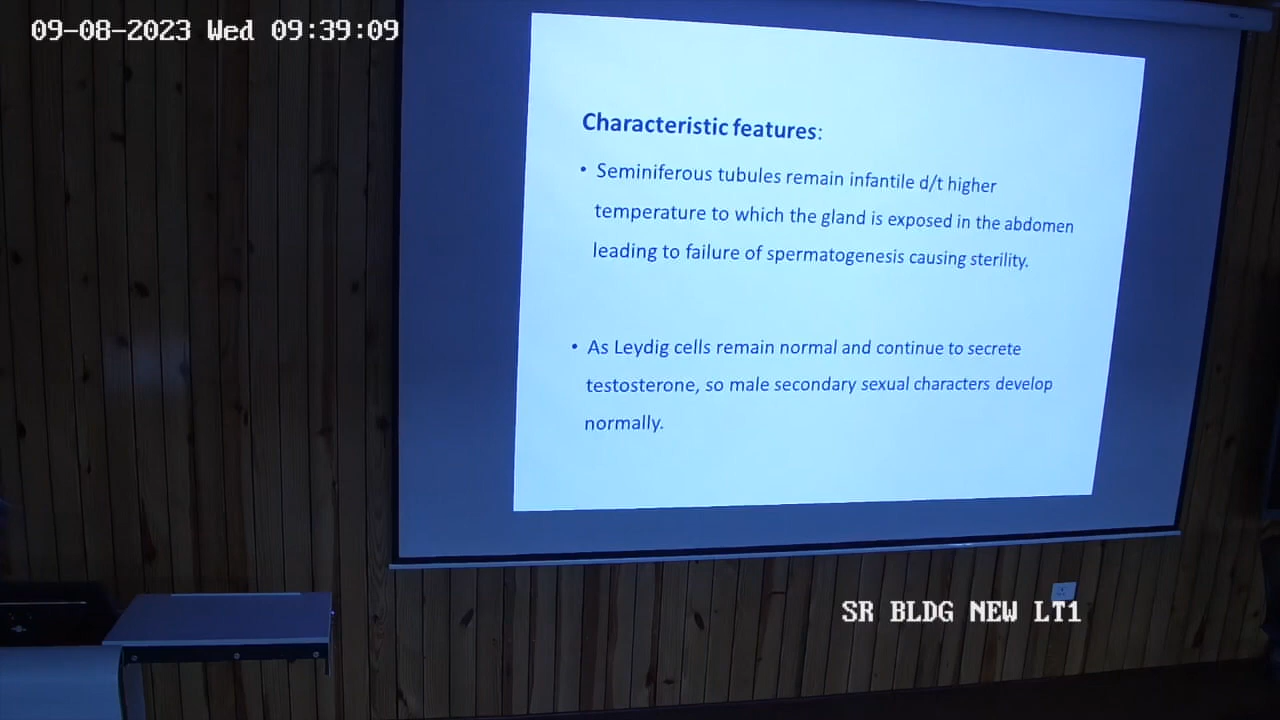 09-08-2023 Wed 09:39:09
Characteristic features:
• Seminiferous tubules remain infantile d/t higher
temperature to which the gland is exposed in the abdomen
leading to failure of spermatogenesis causing sterility.
• As Leydig cells remain normal and continue to secrete
testosterone, so male secondary sexual characters develop
normally.
SR BLDG NEW LT1